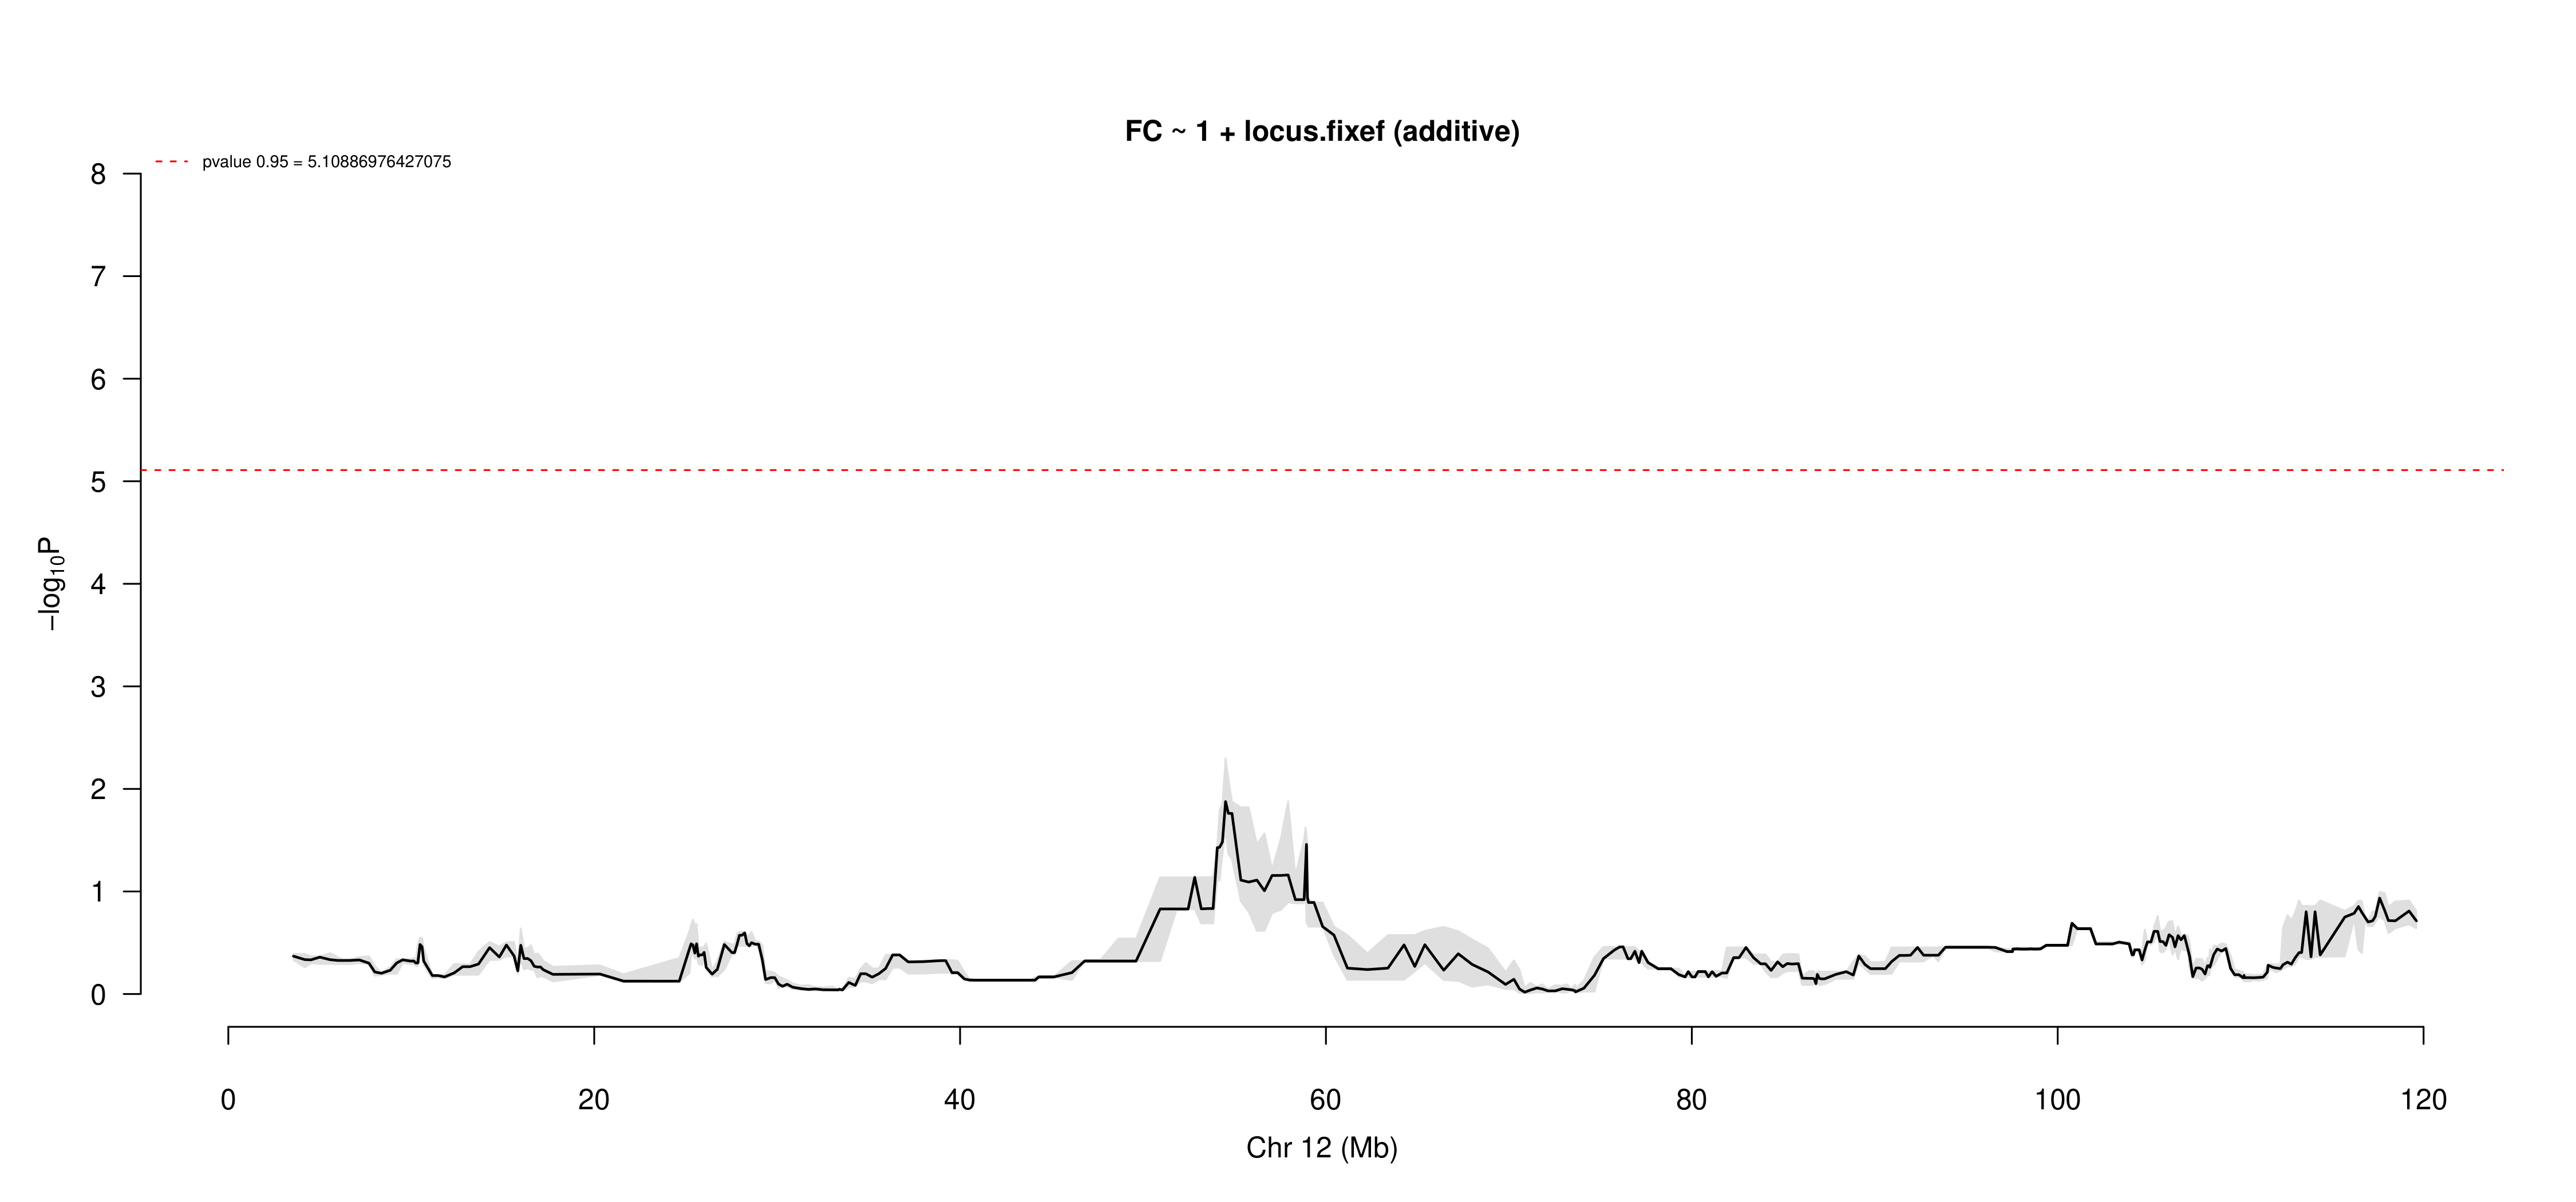 FC ~ 1 + locus.fixef (additive)
pvalue 0.95 = 5.10886976427075
8
7
6
5
4
3
2
1
0
−log10P
0 20 40 60 80 100 120
Chr 12 (Mb)